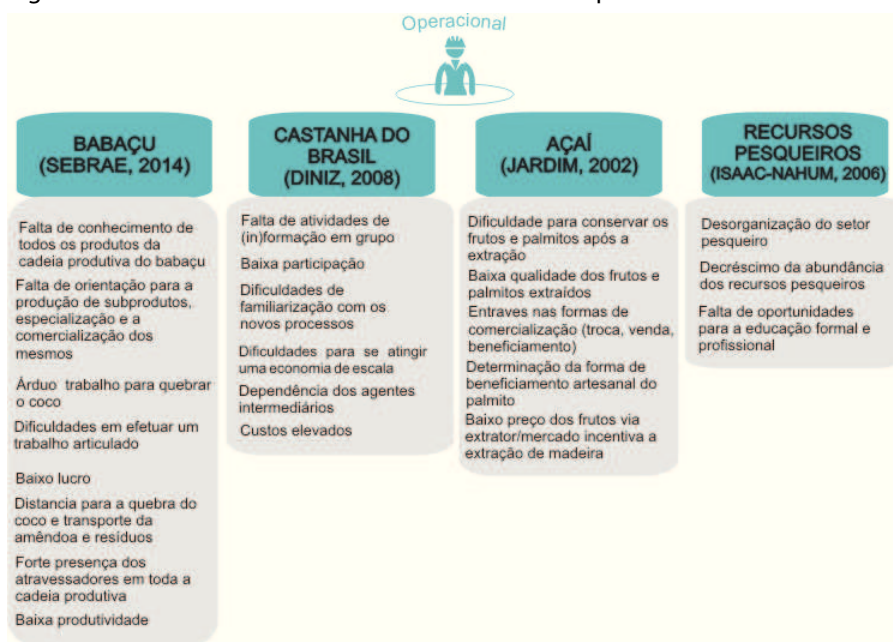 Operacional
BABAÇU
(SEBRAE, 2014)
Falta de conhecimento de
todos os produtos da
cadeia produtiva do babaçu
Falta de orientação para a
produção de subprodutos,
especialização e a
comercialização dos
mesmos
Árduo trabalho para quebrar
o coco
Dificuldades em efetuar um
trabalho articulado
Baixo lucro
Distancia para a quebra do
coco e transporte da
amêndoa e resíduos
Forte presença dos
atravessadores em toda a
cadeia produtiva
Baixa produtividade
CASTANHA DO
BRASIL
(DINIZ, 2008)
Falta de atividades de
(in)formação em grupo
Baixa participação
Dificuldades de
familiarização com os
novos processos
Dificuldades para se atingir
uma economia de escala
Dependência dos agentes
intermediários
Custos elevados
AÇAÍ
(JARDIM, 2002)
Dificuldade para conservar os
frutos e palmitos após a
extração
Baixa qualidade dos frutos e
palmitos extraídos
Entraves nas formas de
comercialização (troca, venda,
beneficiamento)
Determinação da forma de
beneficiamento artesanal do
palmito
Baixo preço dos frutos via
extrator/mercado incentiva a
extração de madeira
RECURSOS
PESQUEIROS
(ISAAC-NAHUM, 2006)
Desorganização do setor
pesqueiro
Decréscimo da abundância
dos recursos pesqueiros
Falta de oportunidades
para a educação formal e
profissional